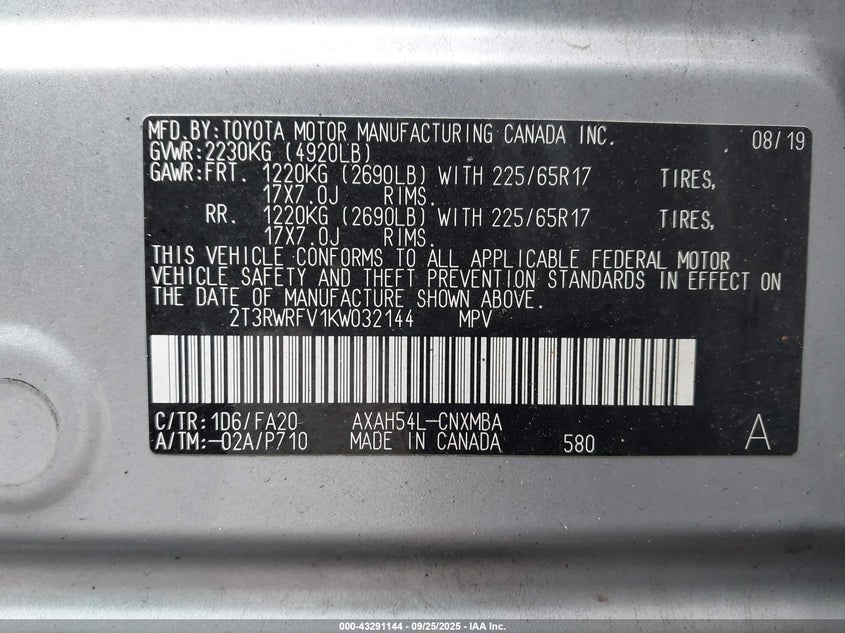 MFD.BY:TOYOTA MOTOR MANUFACTURING CANADA INC. 08/19
GVWR:2230KG (4920LB)
GAWR:FRT. 1220KG (2690LB) WITH 225/65R17 TIRES,
17X7.0J RIMS.
RR. 1220KG (2690LB) WITH 225/65R17 TIRES,
17X7.0J RIMS.
THIS VEHICLE CONFORMS TO ALL APPLICABLE FEDERAL MOTOR
VEHICLE SAFETY AND THEFT PREVENTION STANDARDS IN EFFECT ON
THE DATE OF MANUFACTURE SHOWN ABOVE.
2T3RWRFV1KW032144 MPV
C/TR:1D6/FA20 AXAH54L-CNXMBA
A/TM:-02A/P710 MADE IN CANADA 580 A
000-43291144 - 09/25/2025 - IAA Inc.